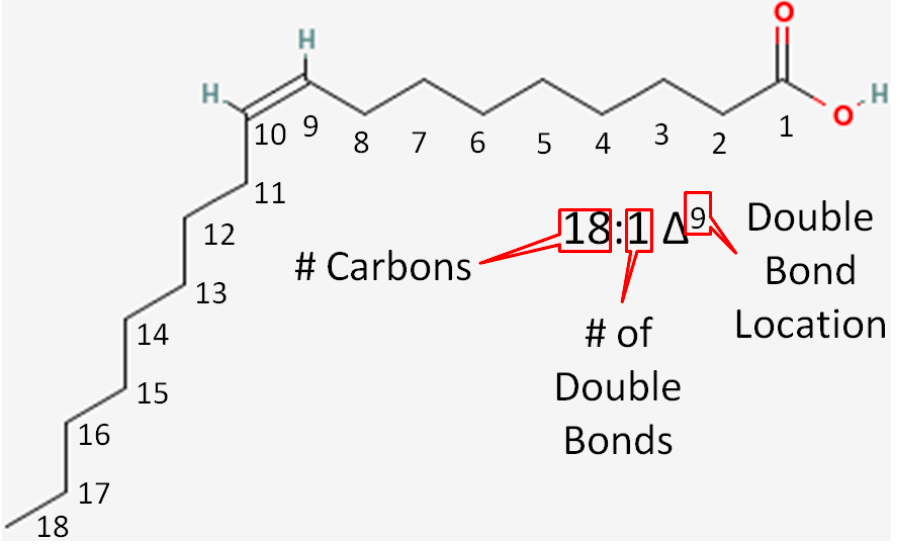 O
H
H
O
H
10
9
8
7
6
5
4
3
2
1
11
12
13
14
15
16
17
18
18:1 Δ⁹
# Carbons
# of
Double
Bonds
Double
Bond
Location